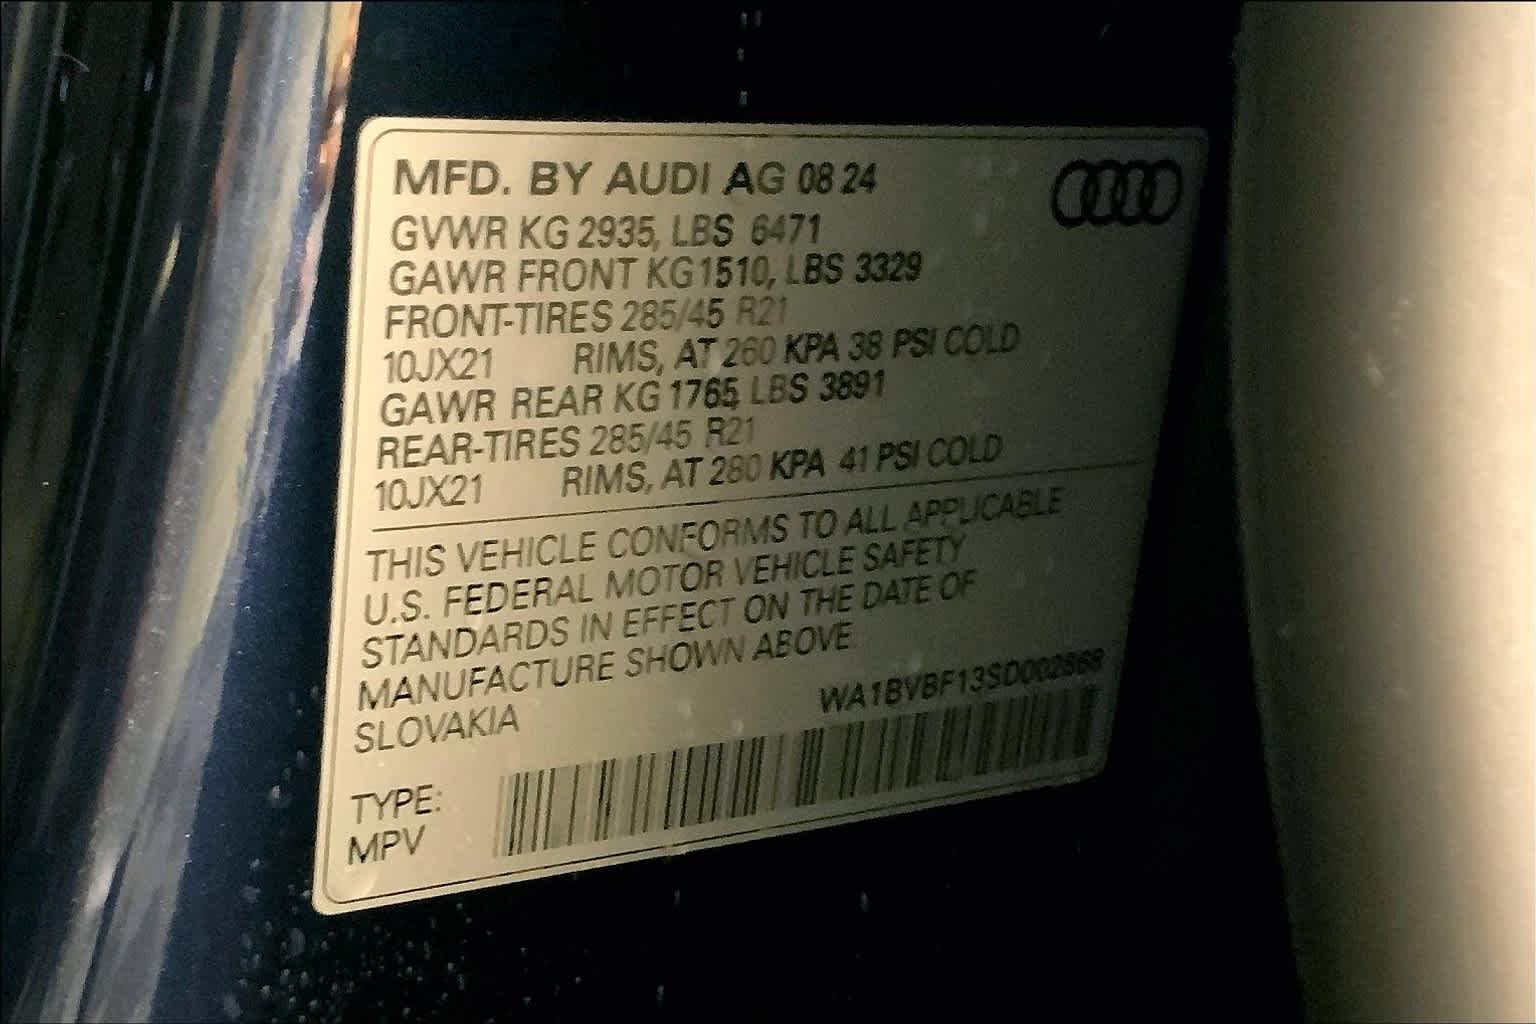 MFD. BY AUDI AG 08 24
GVWR KG 2935, LBS 6471
GAWR FRONT KG 1510, LBS 3329
FRONT-TIRES 285/45 R21
10JX21 RIMS, AT 260 KPA 38 PSI COLD
GAWR REAR KG 1765, LBS 3891
REAR-TIRES 285/45 R21
10JX21 RIMS, AT 280 KPA 41 PSI COLD
THIS VEHICLE CONFORMS TO ALL APPLICABLE
U.S. FEDERAL MOTOR VEHICLE SAFETY
STANDARDS IN EFFECT ON THE DATE OF
MANUFACTURE SHOWN ABOVE.
SLOVAKIA
WA1BVBF13SD002868
TYPE:
MPV